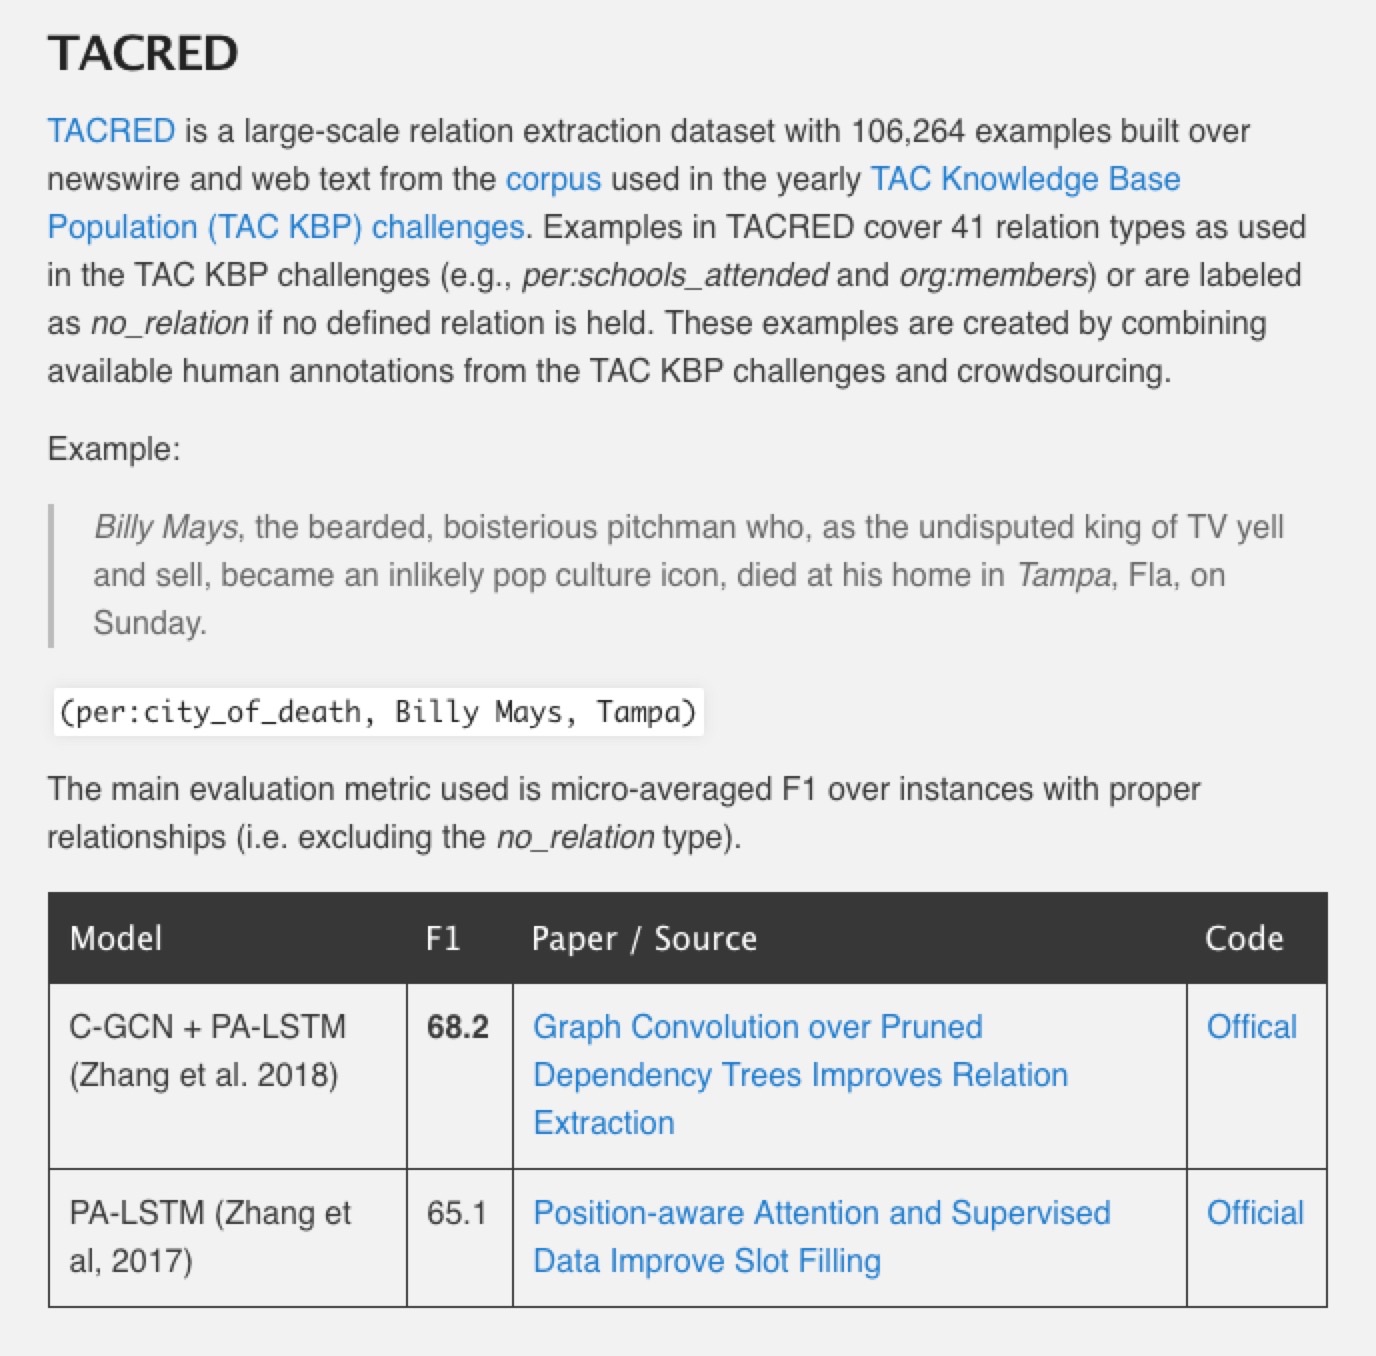 TACRED
TACRED is a large-scale relation extraction dataset with 106,264 examples built over
newswire and web text from the corpus used in the yearly TAC Knowledge Base
Population (TAC KBP) challenges. Examples in TACRED cover 41 relation types as used
in the TAC KBP challenges (e.g., per:schools_attended and org:members) or are labeled
as no_relation if no defined relation is held. These examples are created by combining
available human annotations from the TAC KBP challenges and crowdsourcing.
Example:
Billy Mays, the bearded, boisterious pitchman who, as the undisputed king of TV yell
and sell, became an inlikely pop culture icon, died at his home in Tampa, Fla, on
Sunday.
(per:city_of_death, Billy Mays, Tampa)
The main evaluation metric used is micro-averaged F1 over instances with proper
relationships (i.e. excluding the no_relation type).
Model F1 Paper / Source Code
C-GCN + PA-LSTM 68.2 Graph Convolution over Pruned Offical
(Zhang et al. 2018) Dependency Trees Improves Relation
Extraction
PA-LSTM (Zhang et 65.1 Position-aware Attention and Supervised Official
al, 2017) Data Improve Slot Filling